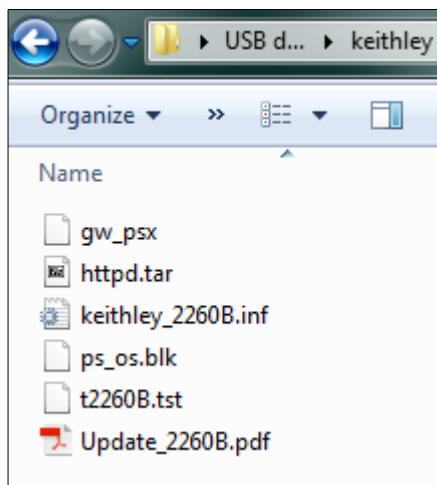 USB d... keithley
Organize »
Name
gw_psx
httpd.tar
keithley_2260B.inf
ps_os.blk
t2260B.tst
Update_2260B.pdf